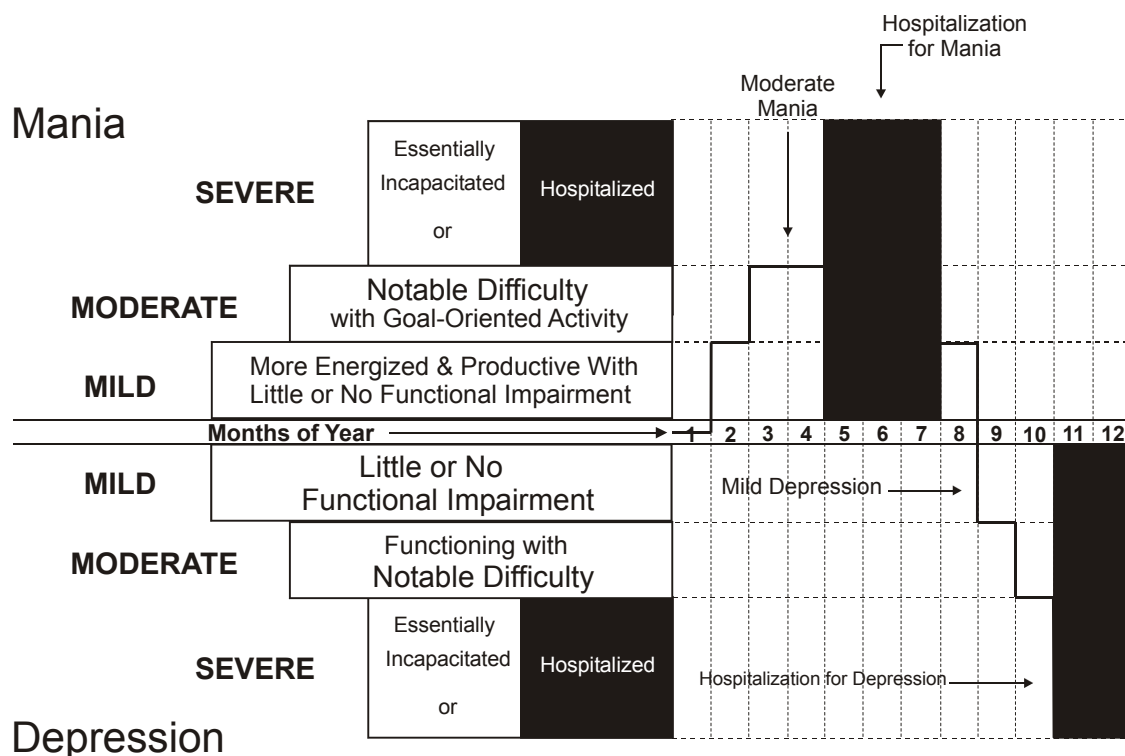 Hospitalization
for Mania
Moderate
Mania
Mania
SEVERE
Essentially
Incapacitated
or
Hospitalized
MODERATE
Notable Difficulty
with Goal-Oriented Activity
MILD
More Energized & Productive With
Little or No Functional Impairment
Months of Year
1 2 3 4 5 6 7 8 9 10 11 12
MILD
Little or No
Functional Impairment
Mild Depression
MODERATE
Functioning with
Notable Difficulty
SEVERE
Essentially
Incapacitated
or
Hospitalized
Hospitalization for Depression
Depression